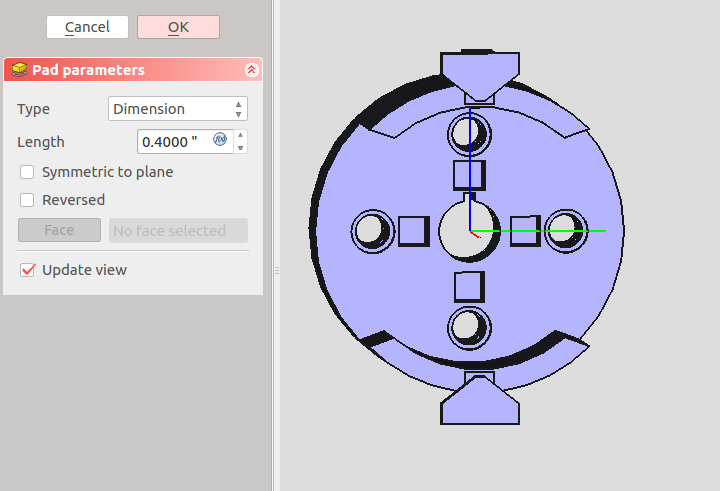 Cancel OK
Pad parameters
Type Dimension
Length 0.4000 " f(x)
Symmetric to plane
Reversed
Face No face selected
Update view